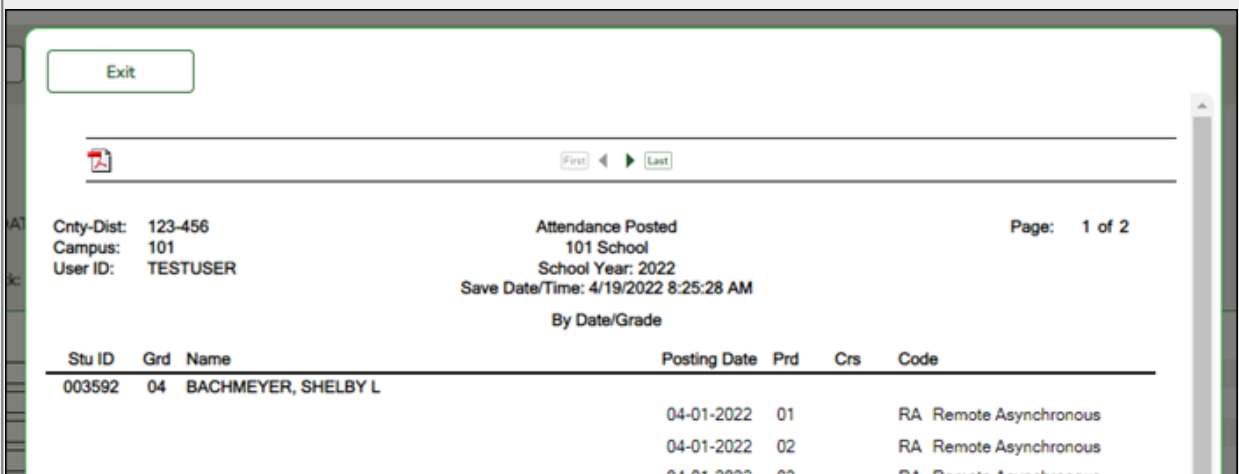 Exit
First Last
Cnty-Dist: 123-456 Attendance Posted Page: 1 of 2
Campus: 101 101 School
User ID: TESTUSER School Year: 2022
Save Date/Time: 4/19/2022 8:25:28 AM
By Date/Grade
Stu ID Grd Name Posting Date Prd Crs Code
003592 04 BACHMEYER, SHELBY L
04-01-2022 01 RA Remote Asynchronous
04-01-2022 02 RA Remote Asynchronous